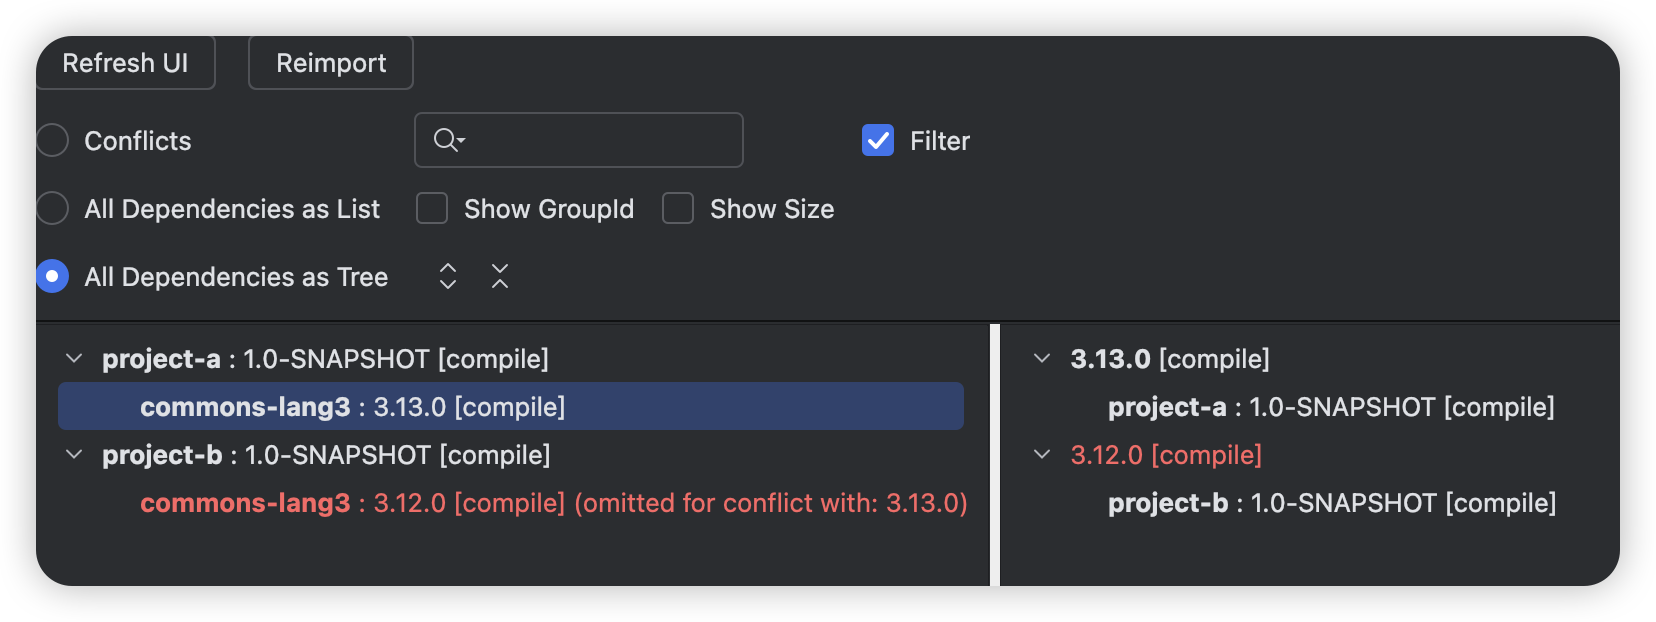 Refresh UI
Reimport
Conflicts
Filter
All Dependencies as List
Show GroupId
Show Size
All Dependencies as Tree
project-a : 1.0-SNAPSHOT [compile]
commons-lang3 : 3.13.0 [compile]
project-b : 1.0-SNAPSHOT [compile]
commons-lang3 : 3.12.0 [compile] (omitted for conflict with: 3.13.0)
3.13.0 [compile]
project-a : 1.0-SNAPSHOT [compile]
3.12.0 [compile]
project-b : 1.0-SNAPSHOT [compile]